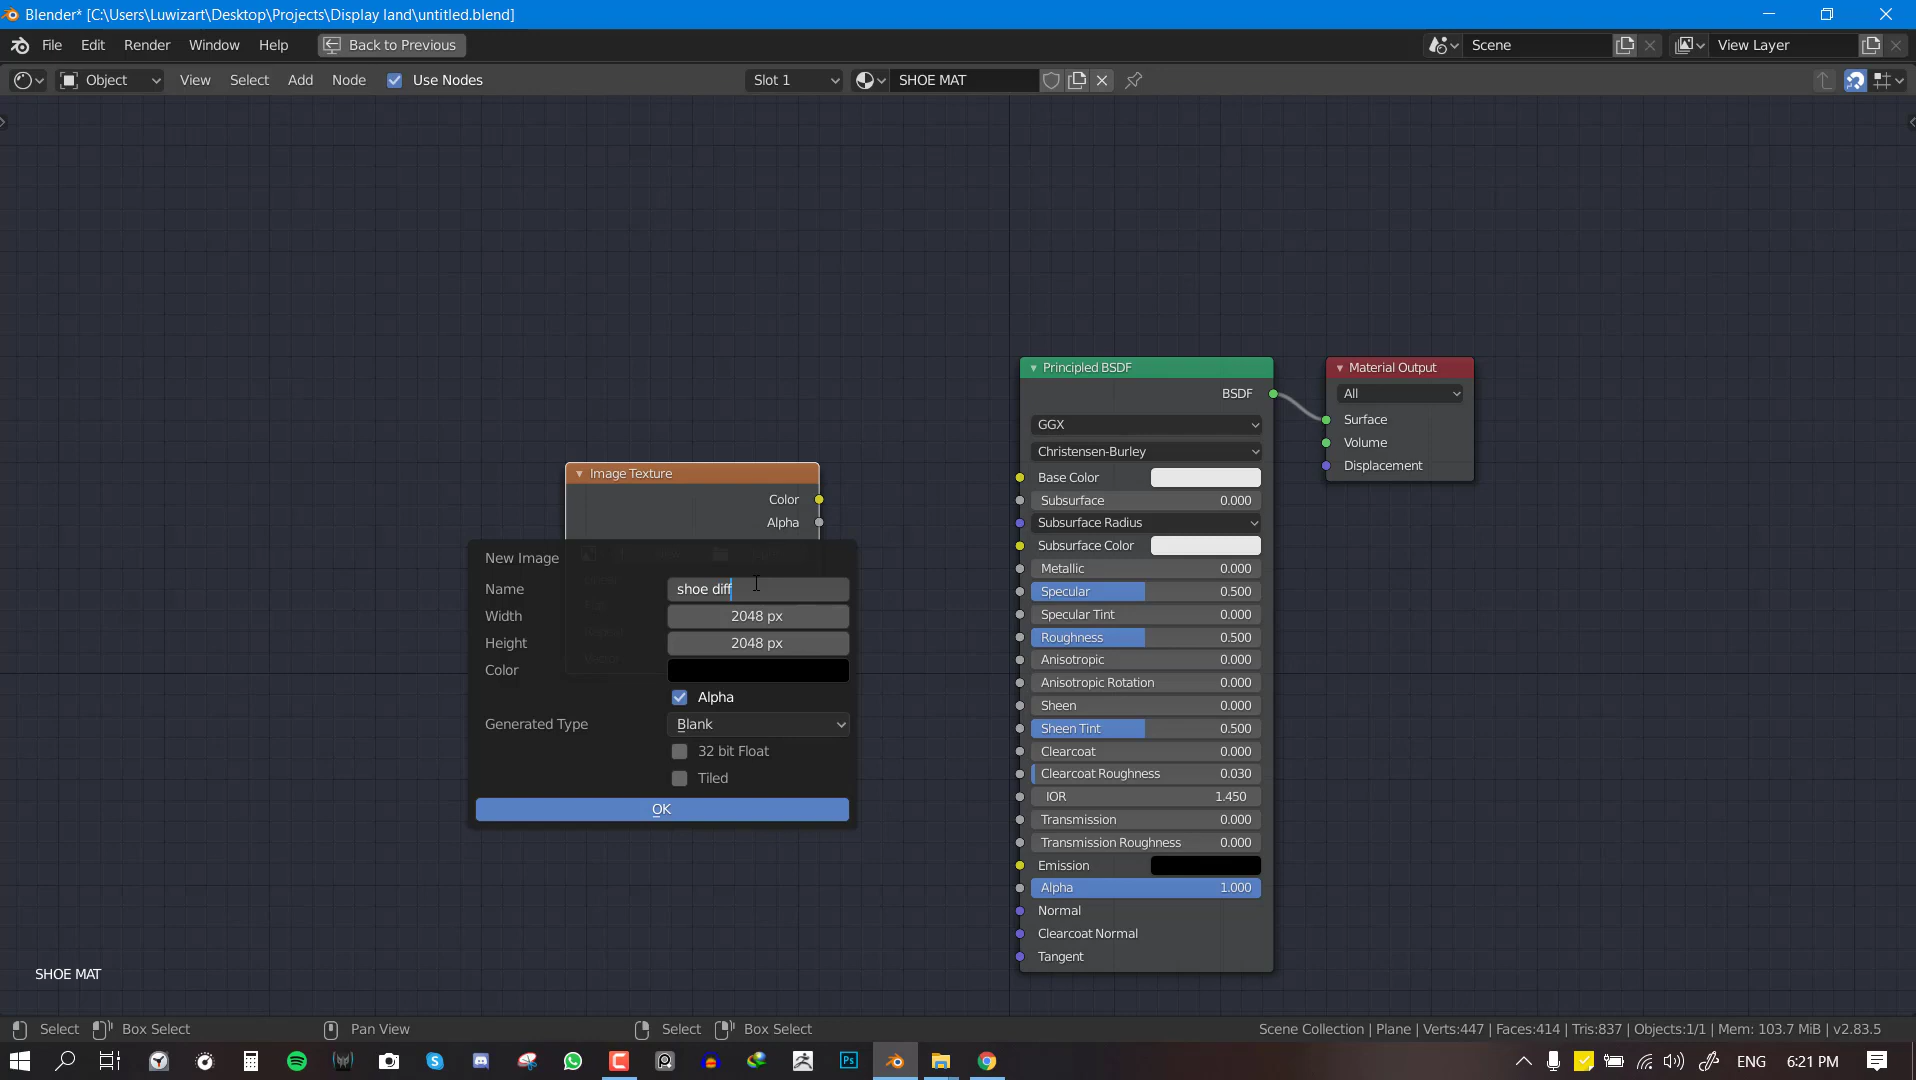 Blender* [C:\Users\Luwizart\Desktop\Projects\Display land\untitled.blend]
File Edit Render Window Help Back to Previous Scene View Layer
Object View Select Add Node Use Nodes Slot 1 SHOE MAT
Principled BSDF
BSDF
GGX
Christensen-Burley
Base Color
Subsurface 0.000
Subsurface Radius
Subsurface Color
Metallic 0.000
Specular 0.500
Specular Tint 0.000
Roughness 0.500
Anisotropic 0.000
Anisotropic Rotation 0.000
Sheen 0.000
Sheen Tint 0.500
Clearcoat 0.000
Clearcoat Roughness 0.030
IOR 1.450
Transmission 0.000
Transmission Roughness 0.000
Emission
Alpha 1.000
Normal
Clearcoat Normal
Tangent
Material Output
All
Surface
Volume
Displacement
Image Texture
Color
Alpha
New Image
Name shoe diff
Width 2048 px
Height 2048 px
Color
Alpha
Generated Type Blank
32 bit Float
Tiled
OK
SHOE MAT
Select Box Select Pan View Select Box Select Scene Collection | Plane | Verts:447 | Faces:414 | Tris:837 | Objects:1/1 | Mem: 103.7 MiB | v2.83.5
Ps ENG 6:21 PM